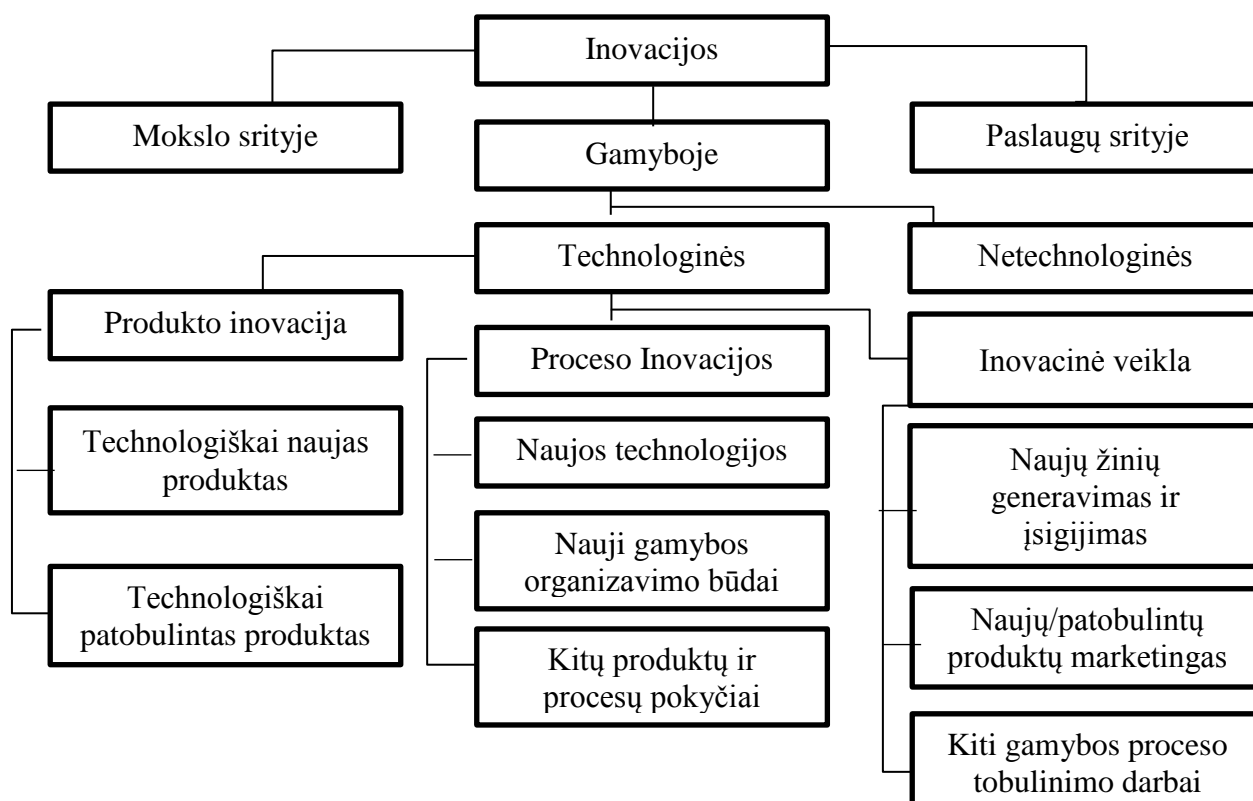 Inovacijos
Mokslo srityje
Gamyboje
Paslaugų srityje
Technologinės
Netechnologinės
Produkto inovacija
Proceso Inovacijos
Inovacinė veikla
Technologiškai naujas
produktas
Technologiškai
patobulintas produktas
Naujos technologijos
Nauji gamybos
organizavimo būdai
Kitų produktų ir
procesų pokyčiai
Naujų žinių
generavimas ir
įsigijimas
Naujų/patobulintų
produktų marketingas
Kiti gamybos proceso
tobulinimo darbai